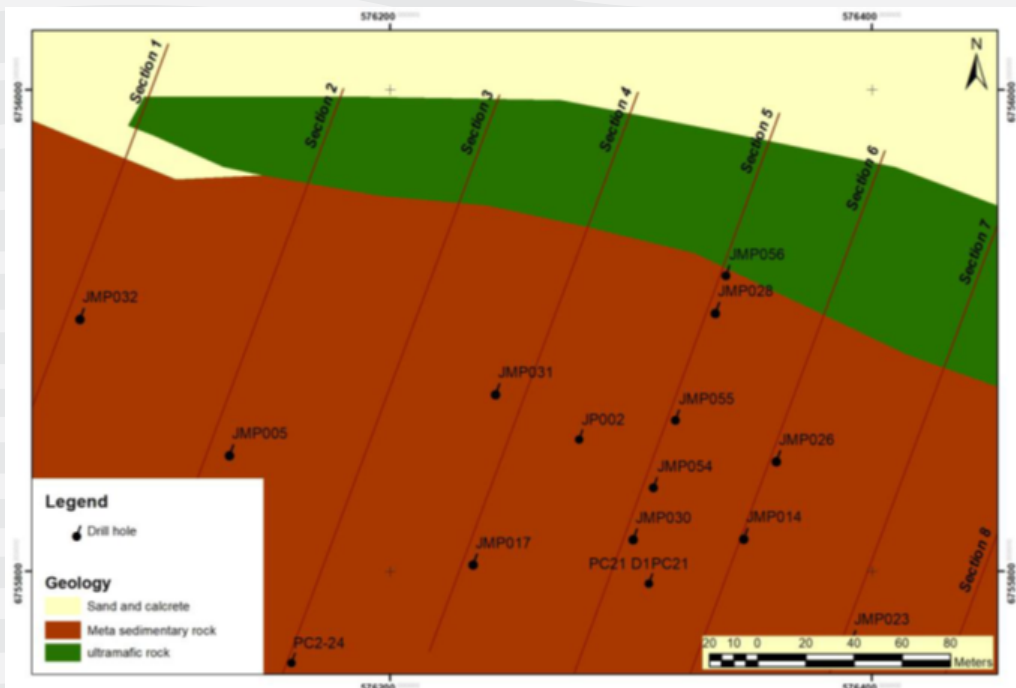 576200
576400
N
6756000
6756000
Section 1
Section 2
Section 3
Section 4
Section 5
Section 6
Section 7
Section 8
JMP056
JMP028
JMP032
JMP031
JMP055
JP002
JMP005
JMP026
JMP054
JMP030
JMP014
JMP017
PC21 D1PC21
JMP023
PC2-24
6755800
6755800
Legend
Drill hole
Geology
Sand and calcrete
Meta sedimentary rock
ultramafic rock
20 10 0 20 40 60 80
Meters
576200
576400